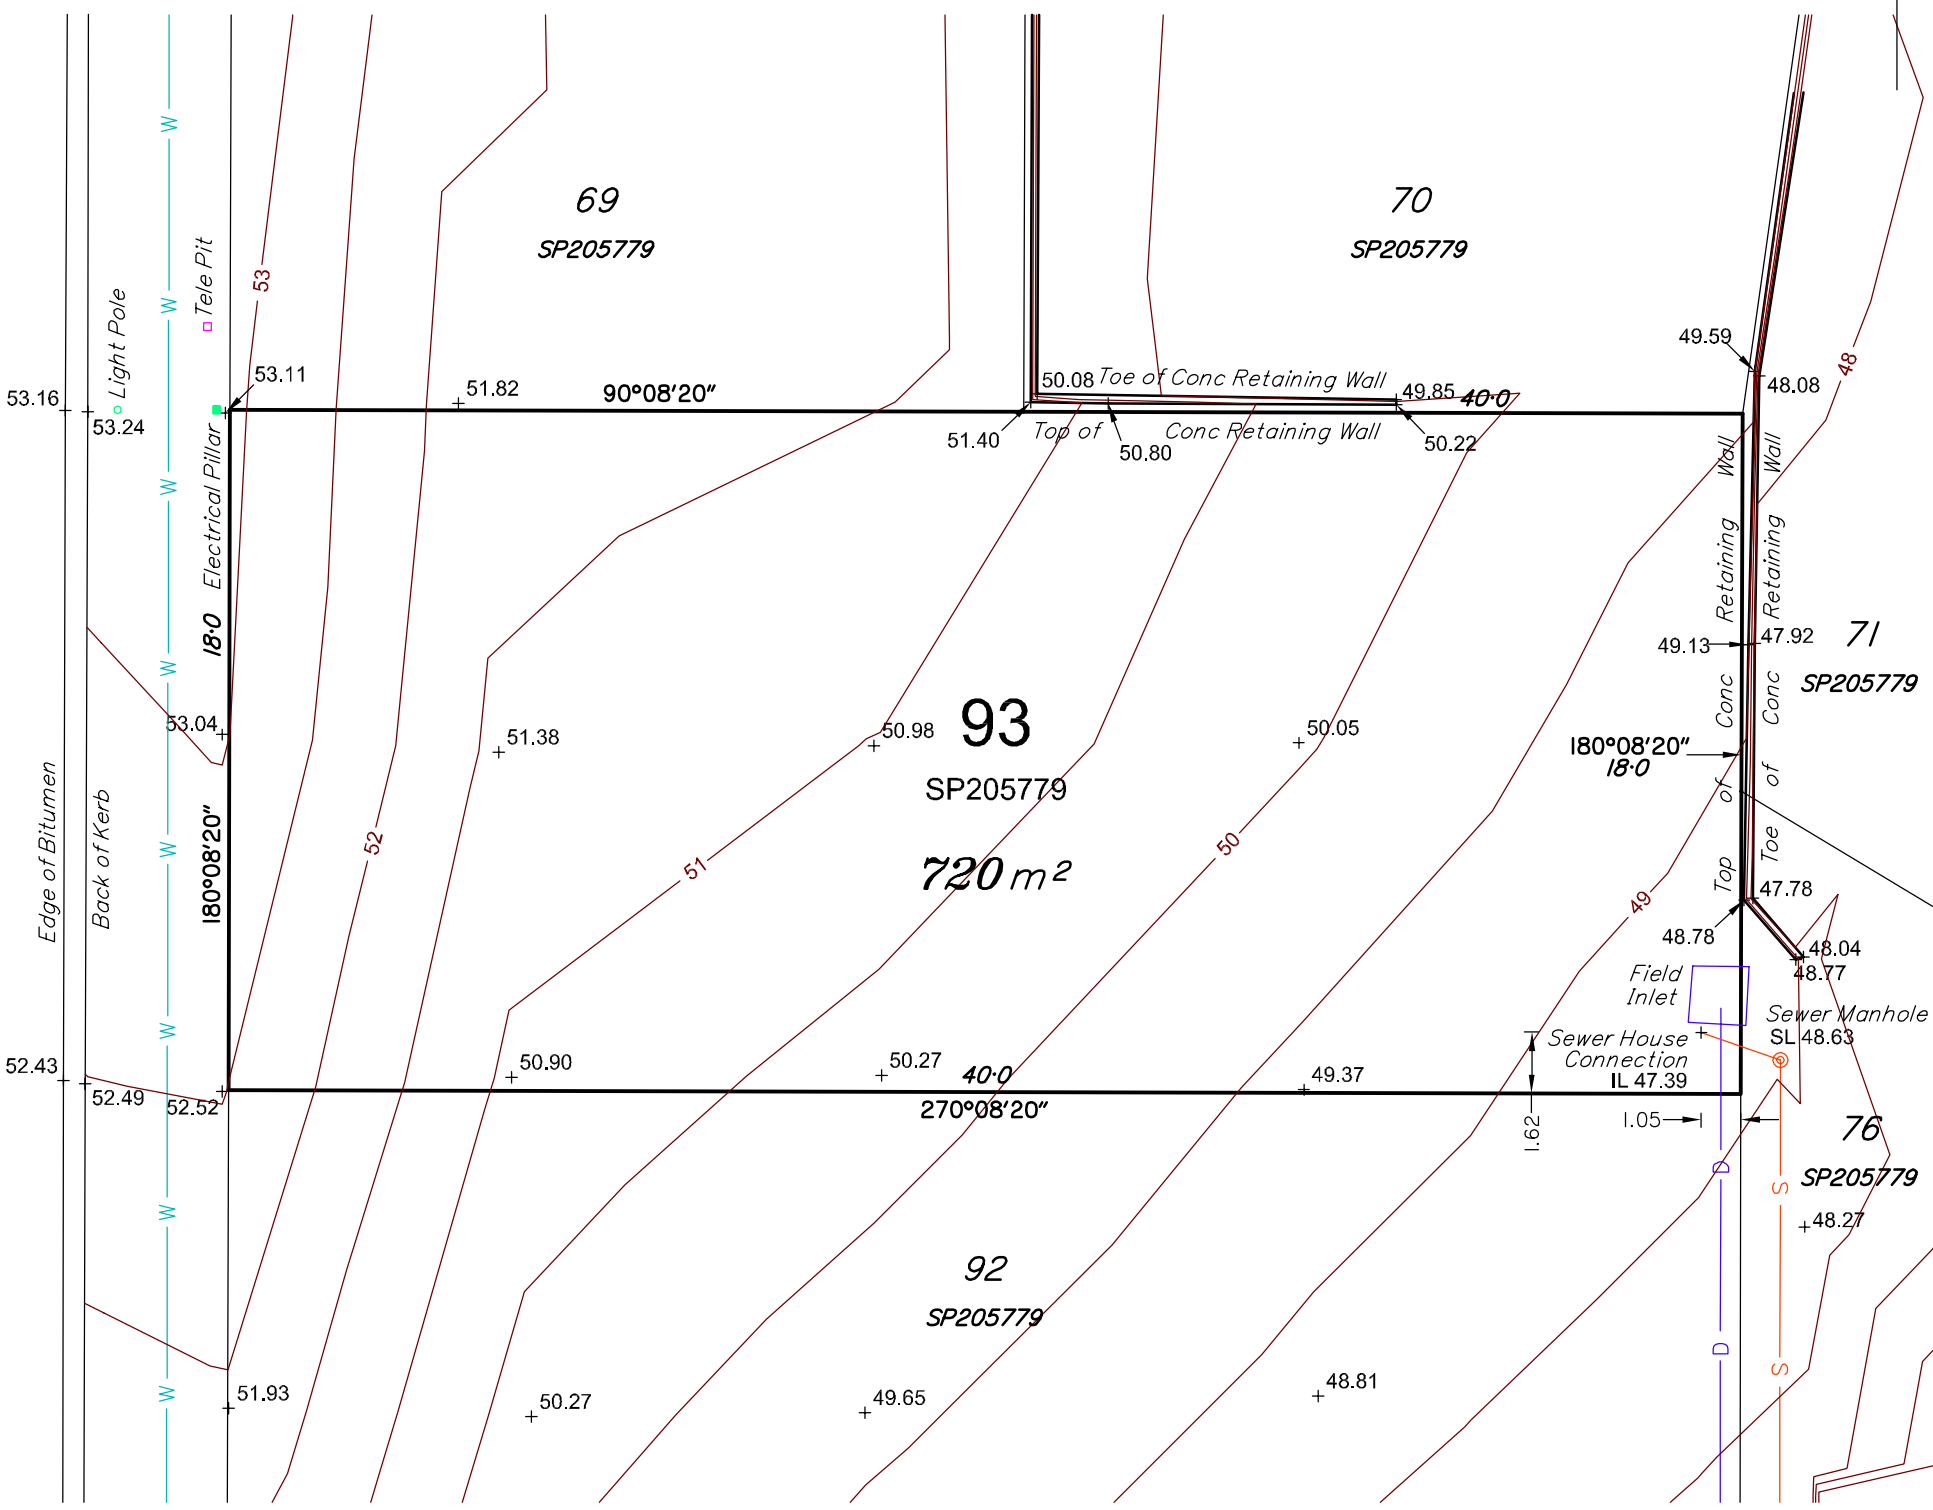 W
69
SP205779
70
SP205779
W
53
Tele Pit
Light Pole
49.59
48
48.08
53.16
53.24
53.11
51.82
90°08'20"
50.08
Toe of Conc Retaining Wall
49.85
40·0
51.40
Top of Conc Retaining Wall
50.80
50.22
W
Electrical Pillar
18·0
Top of Conc Retaining Wall
Toe of Conc Retaining Wall
49.13
47.92
71
SP205779
W
53.04
51.38
50.98
93
50.05
SP205779
180°08'20"
18·0
Edge of Bitumen
Back of Kerb
W
180°08'20"
52
51
720 m²
50
49
47.78
48.78
48.04
48.77
Field
Inlet
Sewer Manhole
SL 48.63
Sewer House
Connection
IL 47.39
W
52.43
52.49
52.52
50.90
50.27
40·0
270°08'20"
49.37
1.62
1.05
76
SP205779
D
S
W
48.27
92
SP205779
D
S
W
51.93
50.27
49.65
48.81